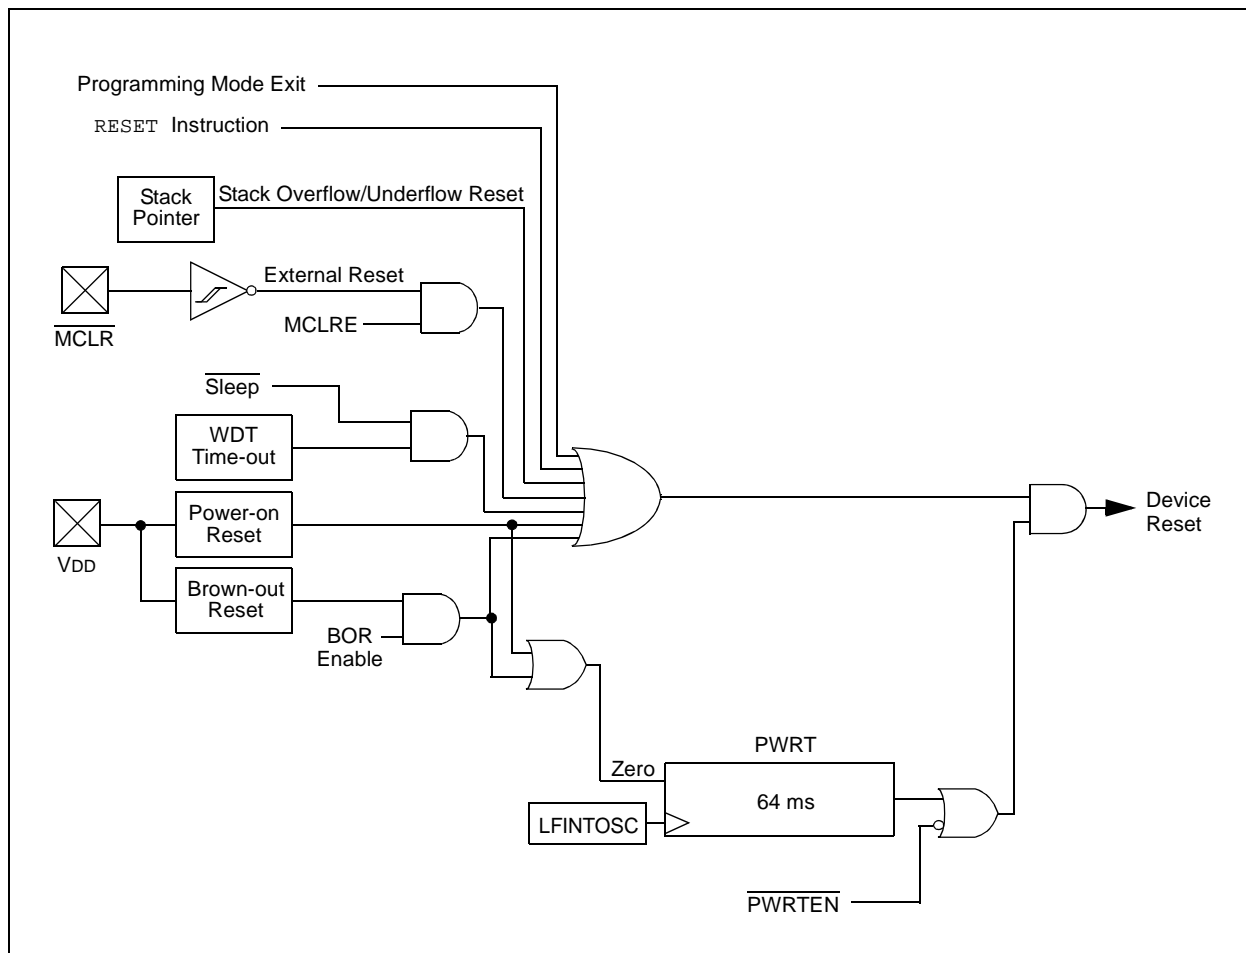 Programming Mode Exit
RESET Instruction
Stack
Pointer
Stack Overflow/Underflow Reset
External Reset
MCLR
MCLRE
Sleep
WDT
Time-out
Power-on
Reset
VDD
Brown-out
Reset
BOR
Enable
Device
Reset
PWRT
Zero
64 ms
LFINTOSC
PWRTEN